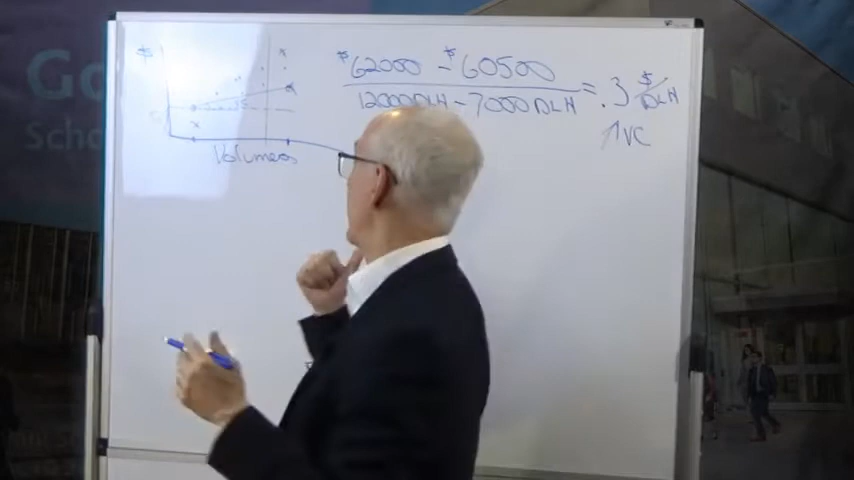 $
Volumes
$62000 - $60500
12000 DLH - 7000 DLH
= .3 $/DLH
↑ VC
Go
Scho